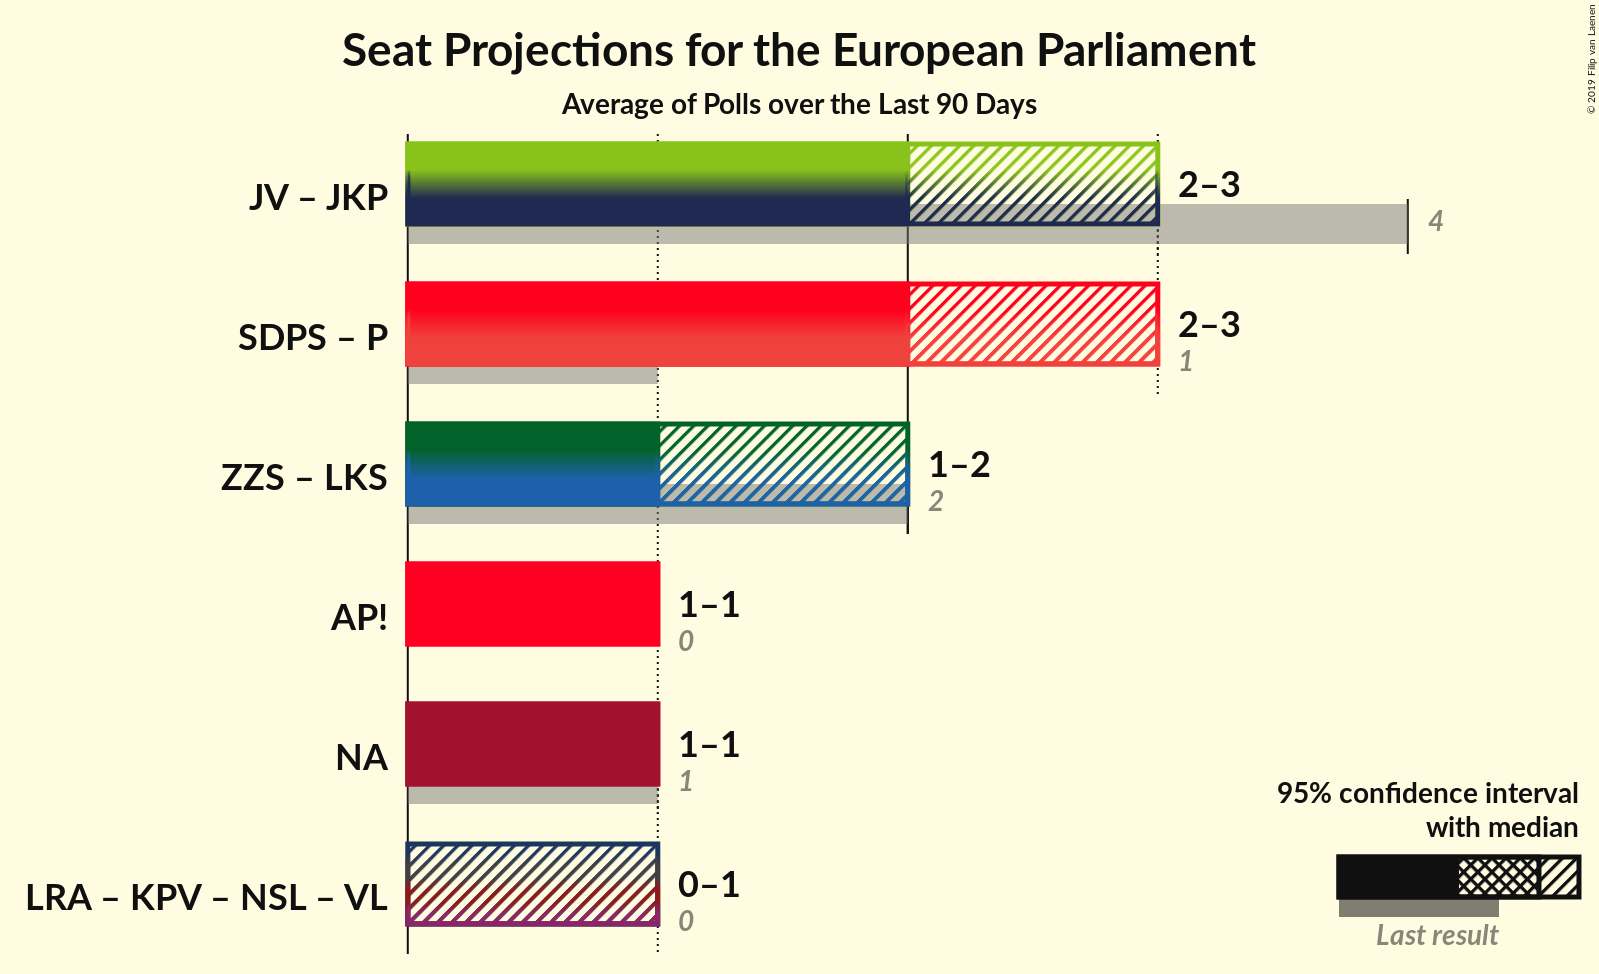 Seat Projections for the European Parliament
Average of Polls over the Last 90 Days
© 2019 Filip van Laenen
JV – JKP
2–3
4
SDPS – P
2–3
1
ZZS – LKS
1–2
2
AP!
1–1
0
NA
1–1
1
LRA – KPV – NSL – VL
0–1
0
95% confidence interval
with median
Last result